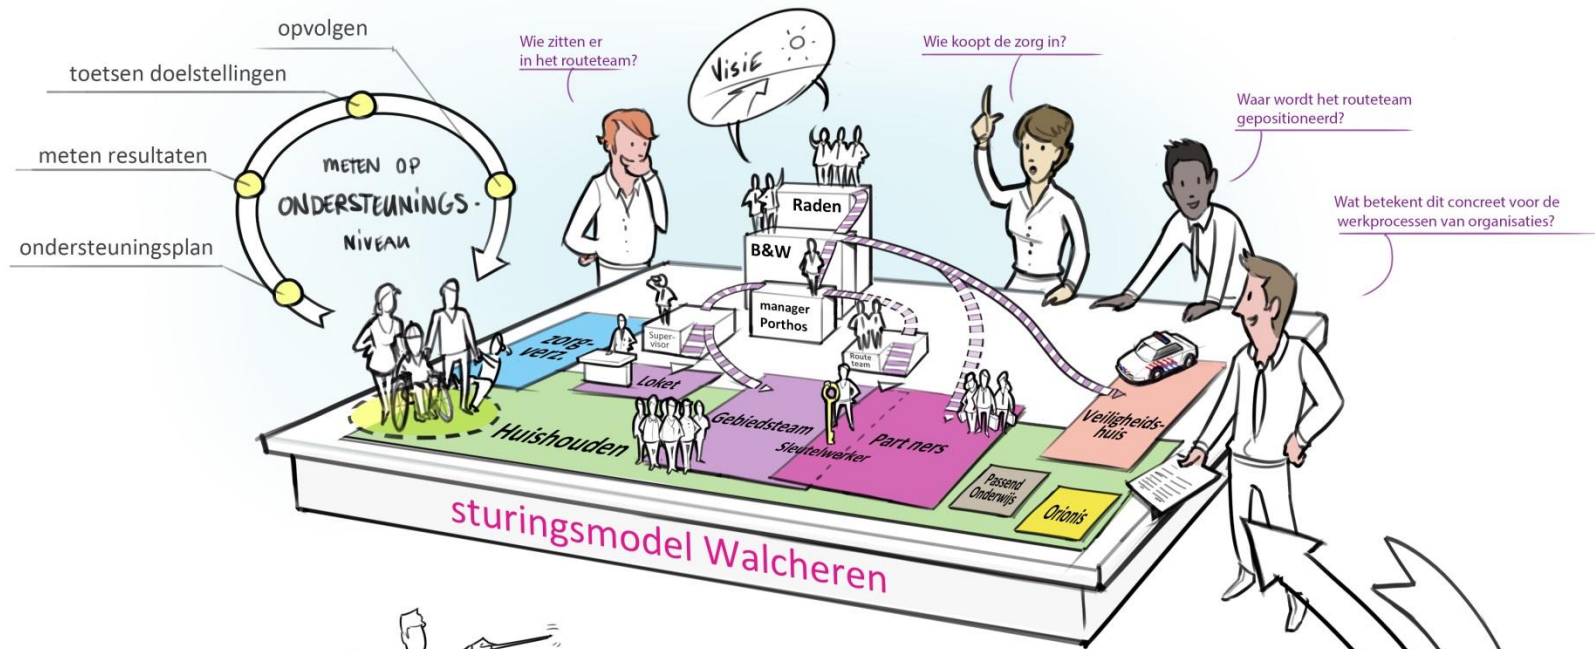 opvolgen
toetsen doelstellingen
meten resultaten
ondersteuningsplan
METEN OP
ONDERSTEUNINGS-
NIVEAU
Wie zitten er
in het routeteam?
VISIE
Wie koopt de zorg in?
Waar wordt het routeteam
gepositioneerd?
Wat betekent dit concreet voor de
werkprocessen van organisaties?
Raden
B&W
manager
Porthos
Super-
visor
Route
team
zorg-
verz.
Loket
Huishouden
Gebiedsteam
Sleutelwerker
Part ners
Veiligheids-
huis
Passend
Onderwijs
Orionis
sturingsmodel Walcheren